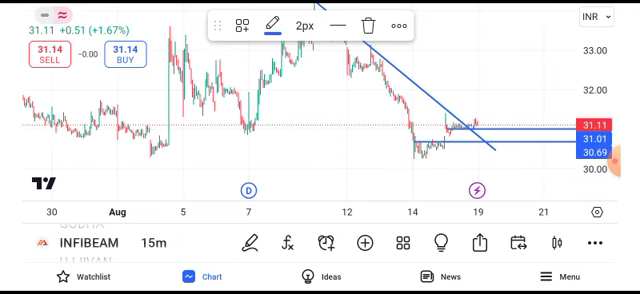 2px
INR
31.11 +0.51 (+1.67%)
31.14
SELL
-0.00
31.14
BUY
33.00
32.00
31.11
31.01
30.69
30.00
D
30 Aug 5 7 12 14 19 21
INFIBEAM 15m
Watchlist
Chart
Ideas
News
Menu